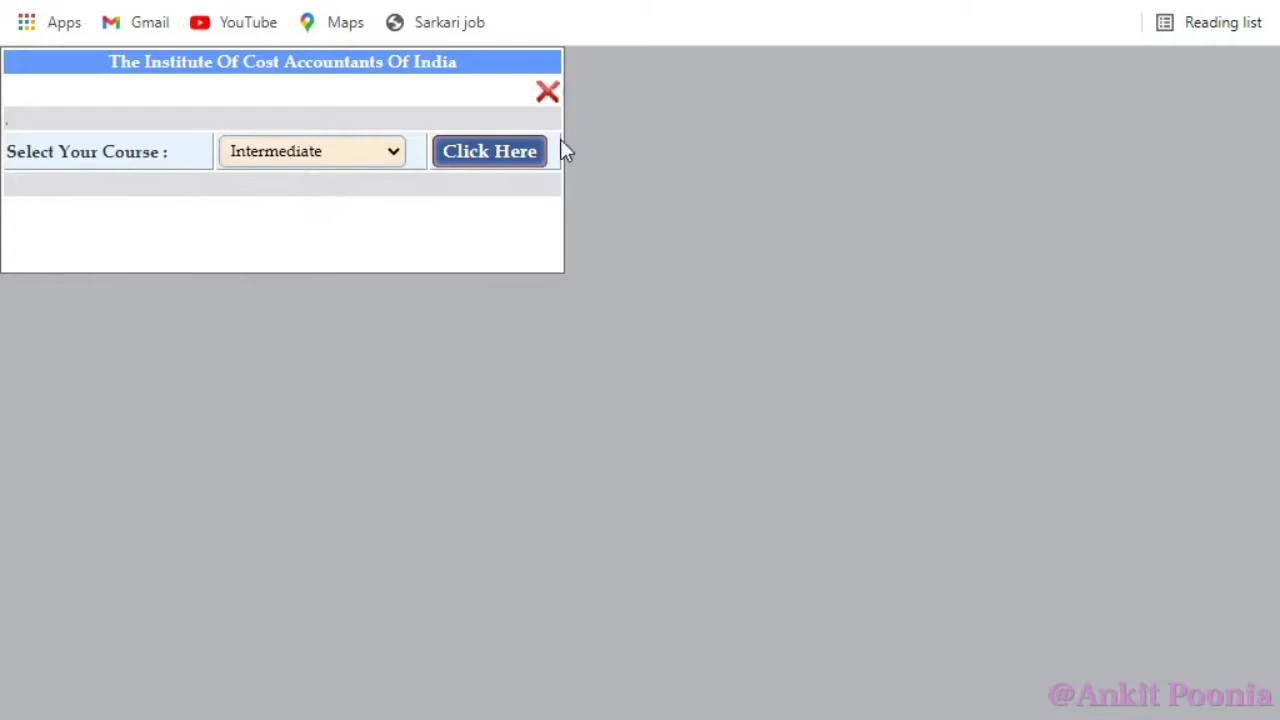 Apps Gmail YouTube Maps Sarkari job Reading list
The Institute Of Cost Accountants Of India
.
Select Your Course : Intermediate Click Here
@Ankit Poonia